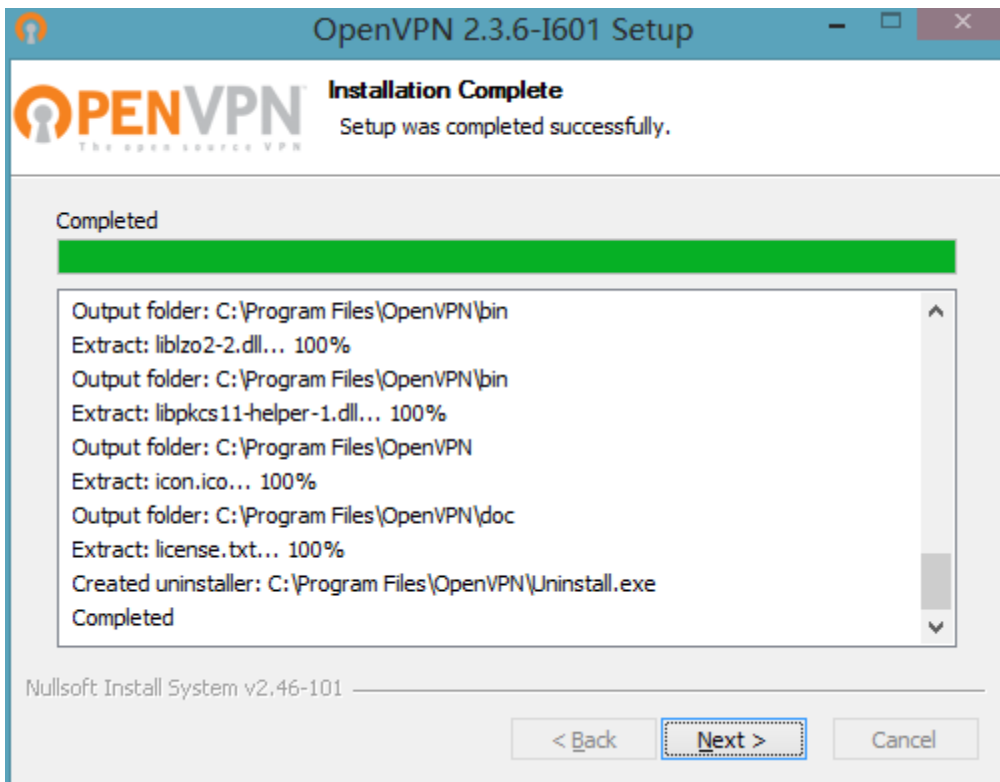 OpenVPN 2.3.6-I601 Setup
OPENVPN
The open source VPN
Installation Complete
Setup was completed successfully.
Completed
Output folder: C:\Program Files\OpenVPN\bin
Extract: liblzo2-2.dll... 100%
Output folder: C:\Program Files\OpenVPN\bin
Extract: libpkcs11-helper-1.dll... 100%
Output folder: C:\Program Files\OpenVPN
Extract: icon.ico... 100%
Output folder: C:\Program Files\OpenVPN\doc
Extract: license.txt... 100%
Created uninstaller: C:\Program Files\OpenVPN\Uninstall.exe
Completed
Nullsoft Install System v2.46-101
< Back
Next >
Cancel